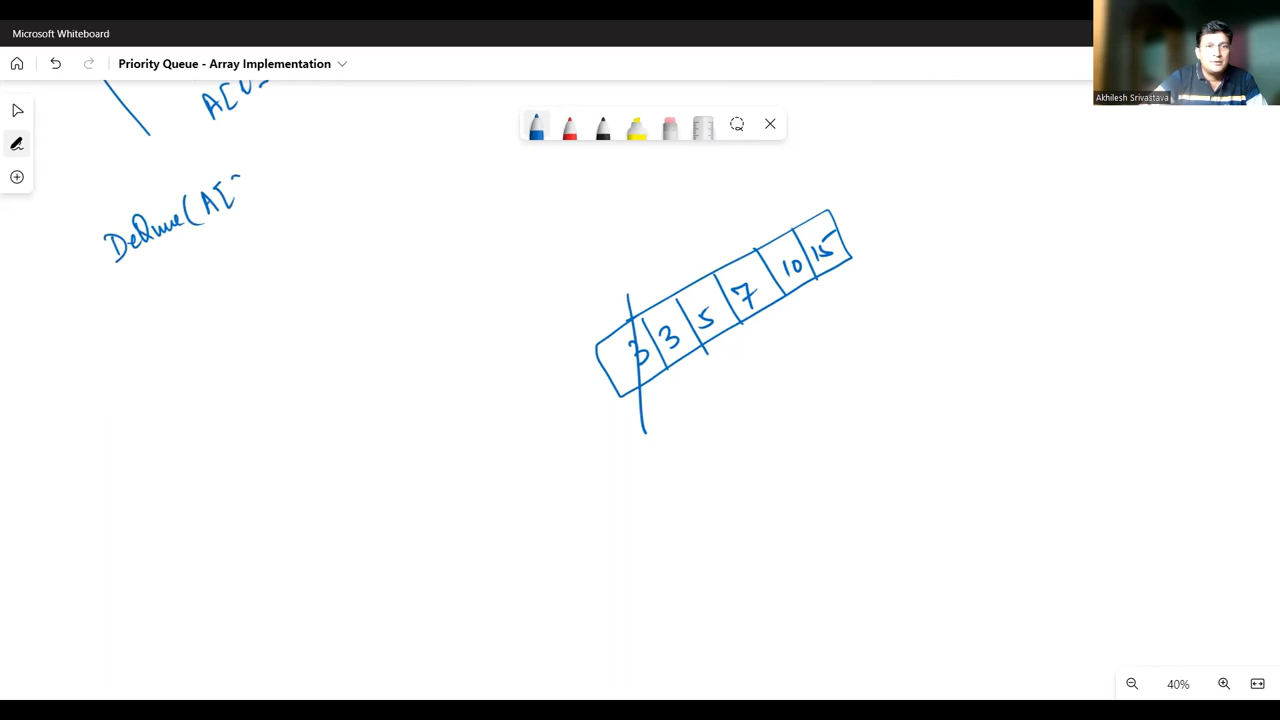 Microsoft Whiteboard
Priority Queue - Array Implementation
Akhilesh Srivastava
A[
DeQueue(A[
3 3 5 7 10 15
40%